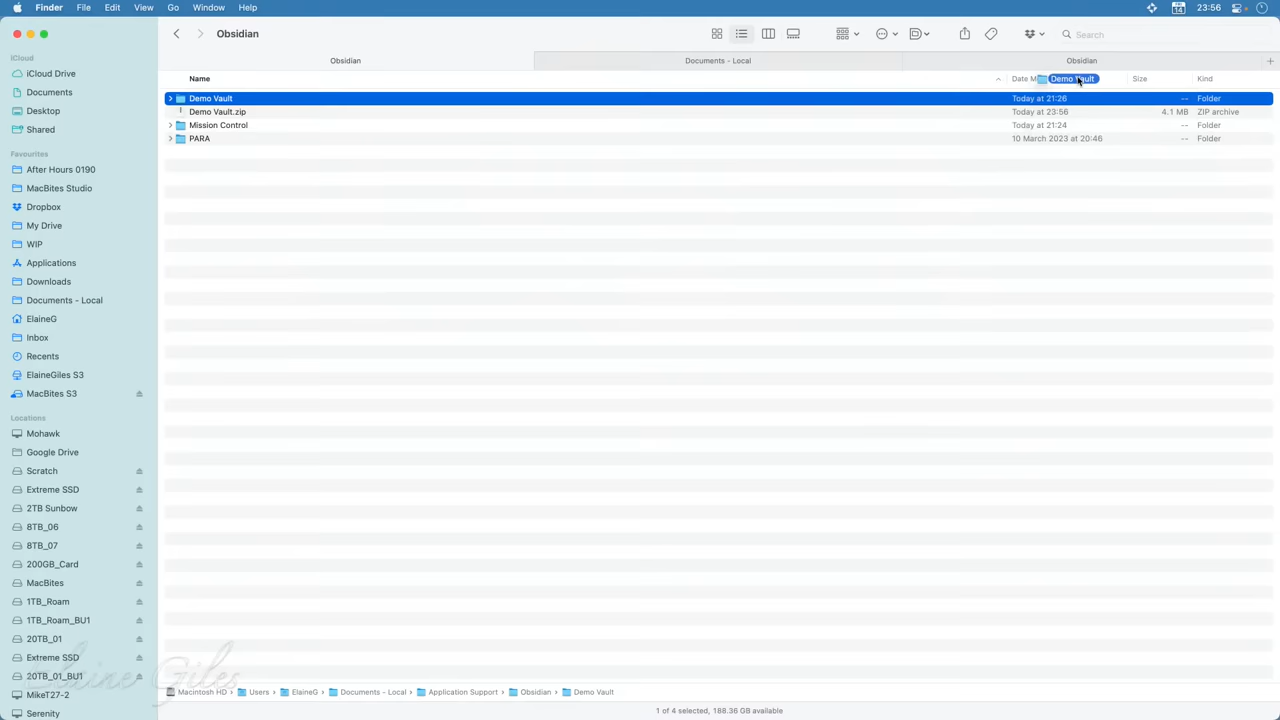 Finder File Edit View Go Window Help
14 23:56
iCloud
iCloud Drive
Documents
Desktop
Shared
Favourites
After Hours 0190
MacBites Studio
Dropbox
My Drive
WIP
Applications
Downloads
Documents - Local
ElaineG
Inbox
Recents
ElaineGiles S3
MacBites S3
Locations
Mohawk
Google Drive
Scratch
Extreme SSD
2TB Sunbow
8TB_06
8TB_07
200GB_Card
MacBites
1TB_Roam
1TB_Roam_BU1
20TB_01
Extreme SSD
20TB_01_BU1
MikeT27-2
Serenity
Elaine Giles
Obsidian
Search
Obsidian Documents - Local Obsidian
Name Date M Demo Vault Size Kind
Demo Vault Today at 21:26 -- Folder
Demo Vault.zip Today at 23:56 4.1 MB ZIP archive
Mission Control Today at 21:24 -- Folder
PARA 10 March 2023 at 20:46 -- Folder
Macintosh HD › Users › ElaineG › Documents - Local › Application Support › Obsidian › Demo Vault
1 of 4 selected, 188.36 GB available